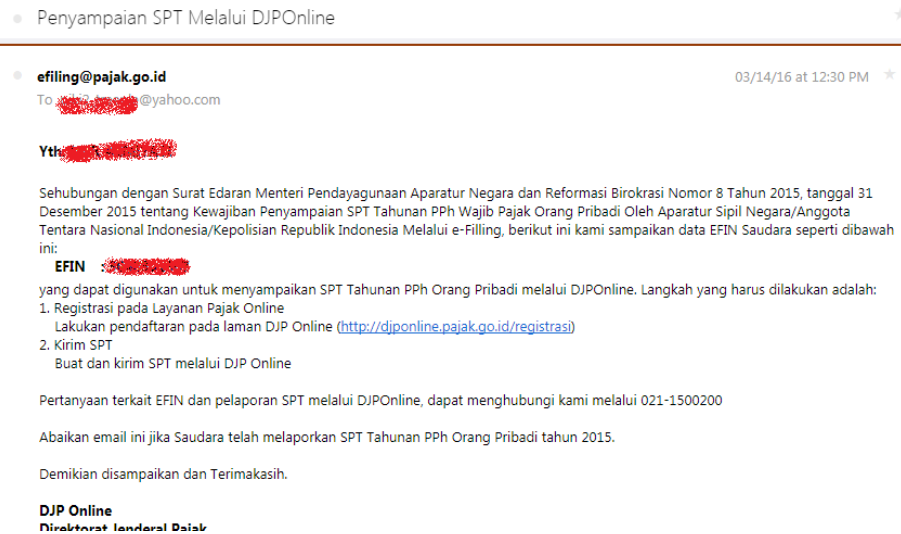 Penyampaian SPT Melalui DJPOnline
efiling@pajak.go.id
03/14/16 at 12:30 PM
To @yahoo.com
Yth
Sehubungan dengan Surat Edaran Menteri Pendayagunaan Aparatur Negara dan Reformasi Birokrasi Nomor 8 Tahun 2015, tanggal 31
Desember 2015 tentang Kewajiban Penyampaian SPT Tahunan PPh Wajib Pajak Orang Pribadi Oleh Aparatur Sipil Negara/Anggota
Tentara Nasional Indonesia/Kepolisian Republik Indonesia Melalui e-Filling, berikut ini kami sampaikan data EFIN Saudara seperti dibawah
ini:
EFIN :
yang dapat digunakan untuk menyampaikan SPT Tahunan PPh Orang Pribadi melalui DJPOnline. Langkah yang harus dilakukan adalah:
1. Registrasi pada Layanan Pajak Online
Lakukan pendaftaran pada laman DJP Online (http://djponline.pajak.go.id/registrasi)
2. Kirim SPT
Buat dan kirim SPT melalui DJP Online
Pertanyaan terkait EFIN dan pelaporan SPT melalui DJPOnline, dapat menghubungi kami melalui 021-1500200
Abaikan email ini jika Saudara telah melaporkan SPT Tahunan PPh Orang Pribadi tahun 2015.
Demikian disampaikan dan Terimakasih.
DJP Online
Direktorat Jenderal Pajak